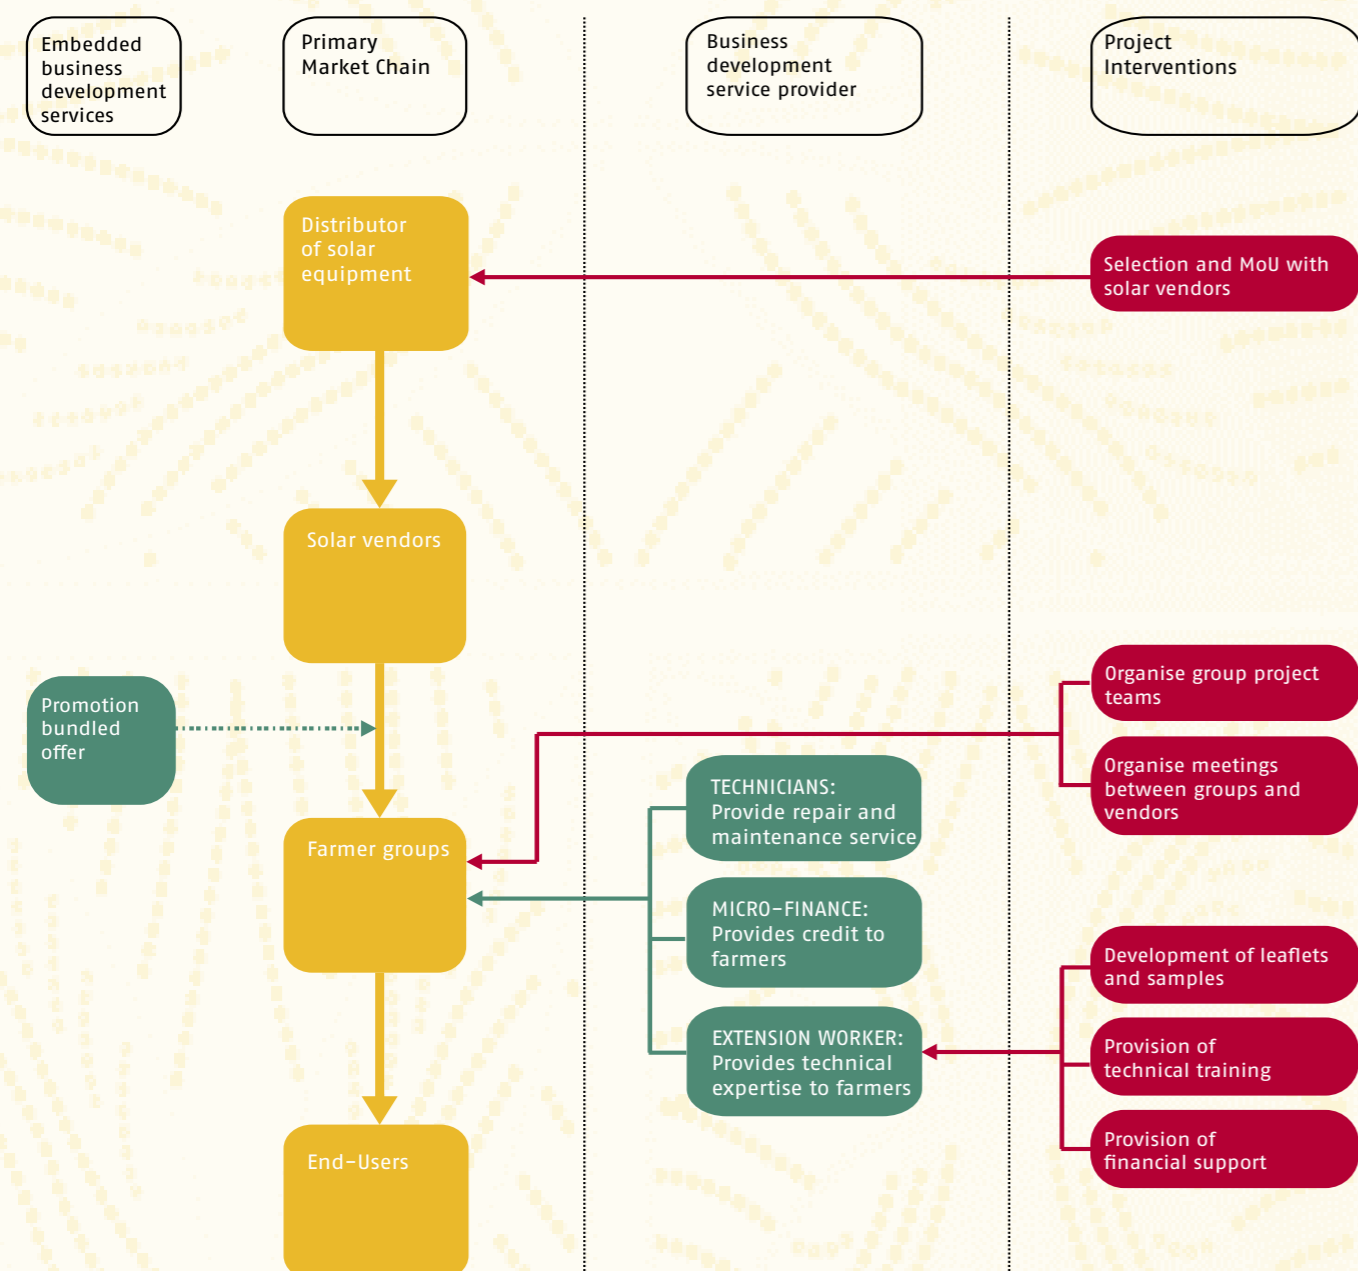 Embedded
business
development
services
Primary
Market Chain
Business
development
service provider
Project
Interventions
Distributor
of solar
equipment
Selection and MoU with
solar vendors
Solar vendors
Promotion
bundled
offer
Organise group project
teams
Organise meetings
between groups and
vendors
TECHNICIANS:
Provide repair and
maintenance service
Farmer groups
MICRO-FINANCE:
Provides credit to
farmers
Development of leaflets
and samples
EXTENSION WORKER:
Provides technical
expertise to farmers
Provision of
technical training
Provision of
financial support
End-Users